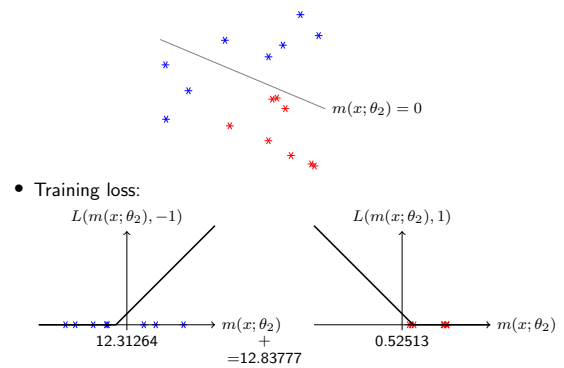 m(x; θ₂) = 0
• Training loss:
L(m(x; θ₂), −1)
L(m(x; θ₂), 1)
m(x; θ₂)
m(x; θ₂)
12.31264
+
0.52513
=12.83777